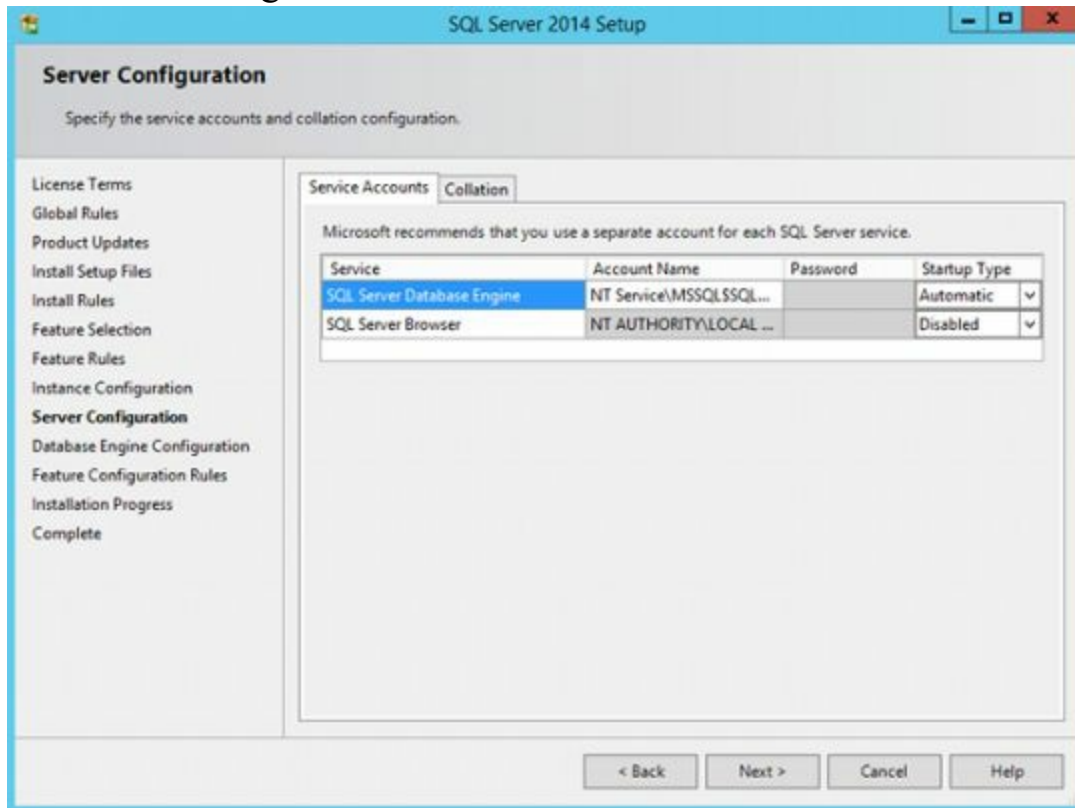 SQL Server 2014 Setup
Server Configuration
Specify the service accounts and collation configuration.
License Terms
Global Rules
Product Updates
Install Setup Files
Install Rules
Feature Selection
Feature Rules
Instance Configuration
Server Configuration
Database Engine Configuration
Feature Configuration Rules
Installation Progress
Complete
Service Accounts Collation
Microsoft recommends that you use a separate account for each SQL Server service.
Service Account Name Password Startup Type
SQL Server Database Engine NT Service\MSSQL$SQL... Automatic
SQL Server Browser NT AUTHORITY\LOCAL ... Disabled
< Back Next > Cancel Help